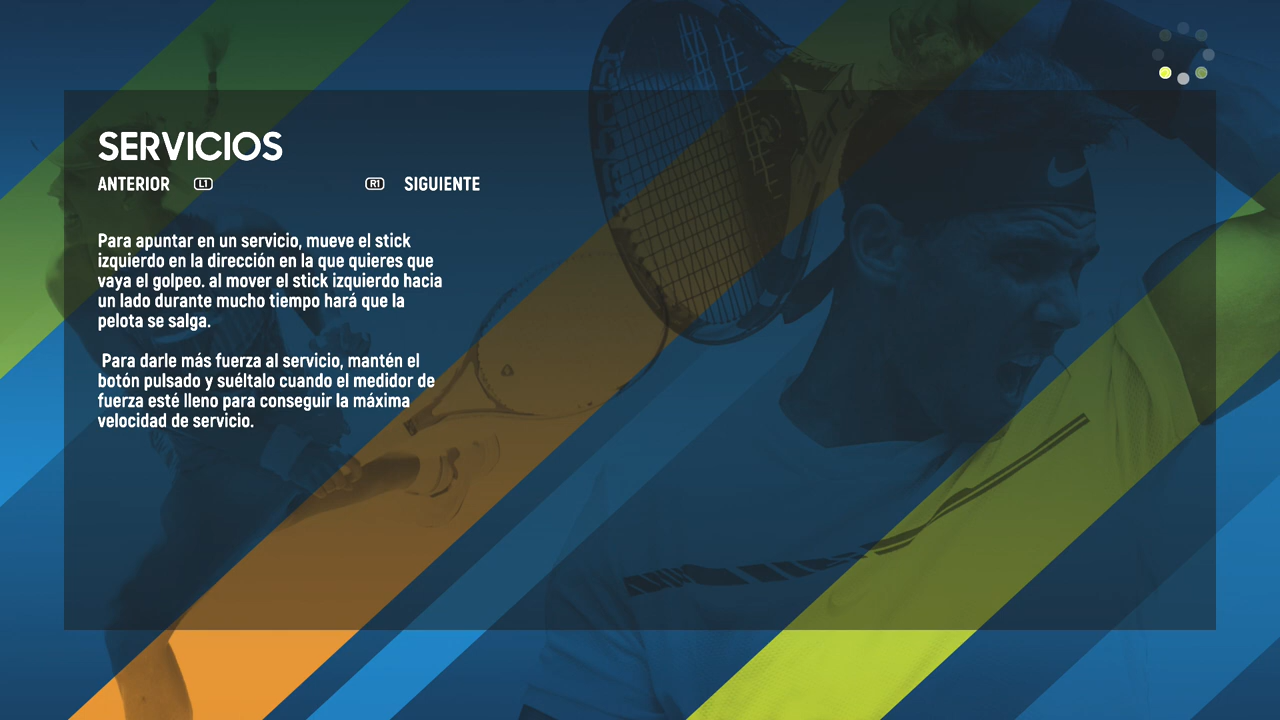 SERVICIOS
ANTERIOR L1 R1 SIGUIENTE
Para apuntar en un servicio, mueve el stick
izquierdo en la dirección en la que quieres que
vaya el golpeo. al mover el stick izquierdo hacia
un lado durante mucho tiempo hará que la
pelota se salga.
Para darle más fuerza al servicio, mantén el
botón pulsado y suéltalo cuando el medidor de
fuerza esté lleno para conseguir la máxima
velocidad de servicio.